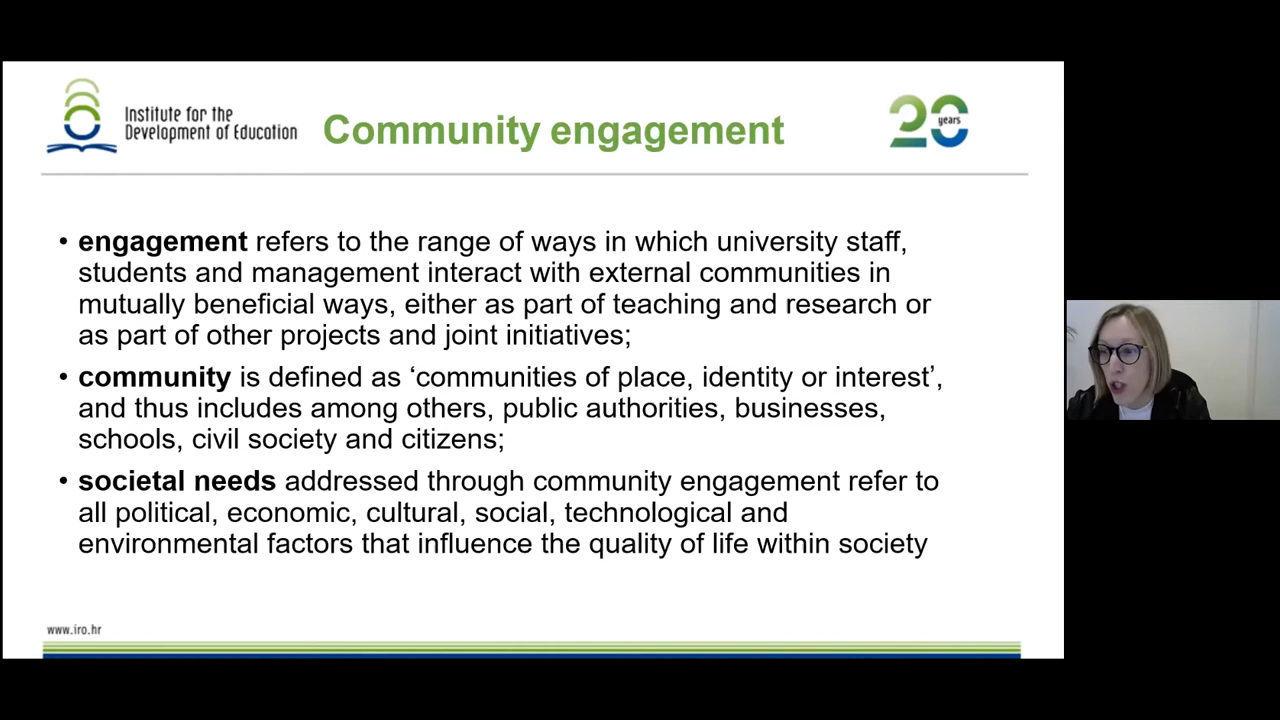 Institute for the
Development of Education
Community engagement
20
years
• engagement refers to the range of ways in which university staff,
students and management interact with external communities in
mutually beneficial ways, either as part of teaching and research or
as part of other projects and joint initiatives;
• community is defined as ‘communities of place, identity or interest’,
and thus includes among others, public authorities, businesses,
schools, civil society and citizens;
• societal needs addressed through community engagement refer to
all political, economic, cultural, social, technological and
environmental factors that influence the quality of life within society
www.iro.hr